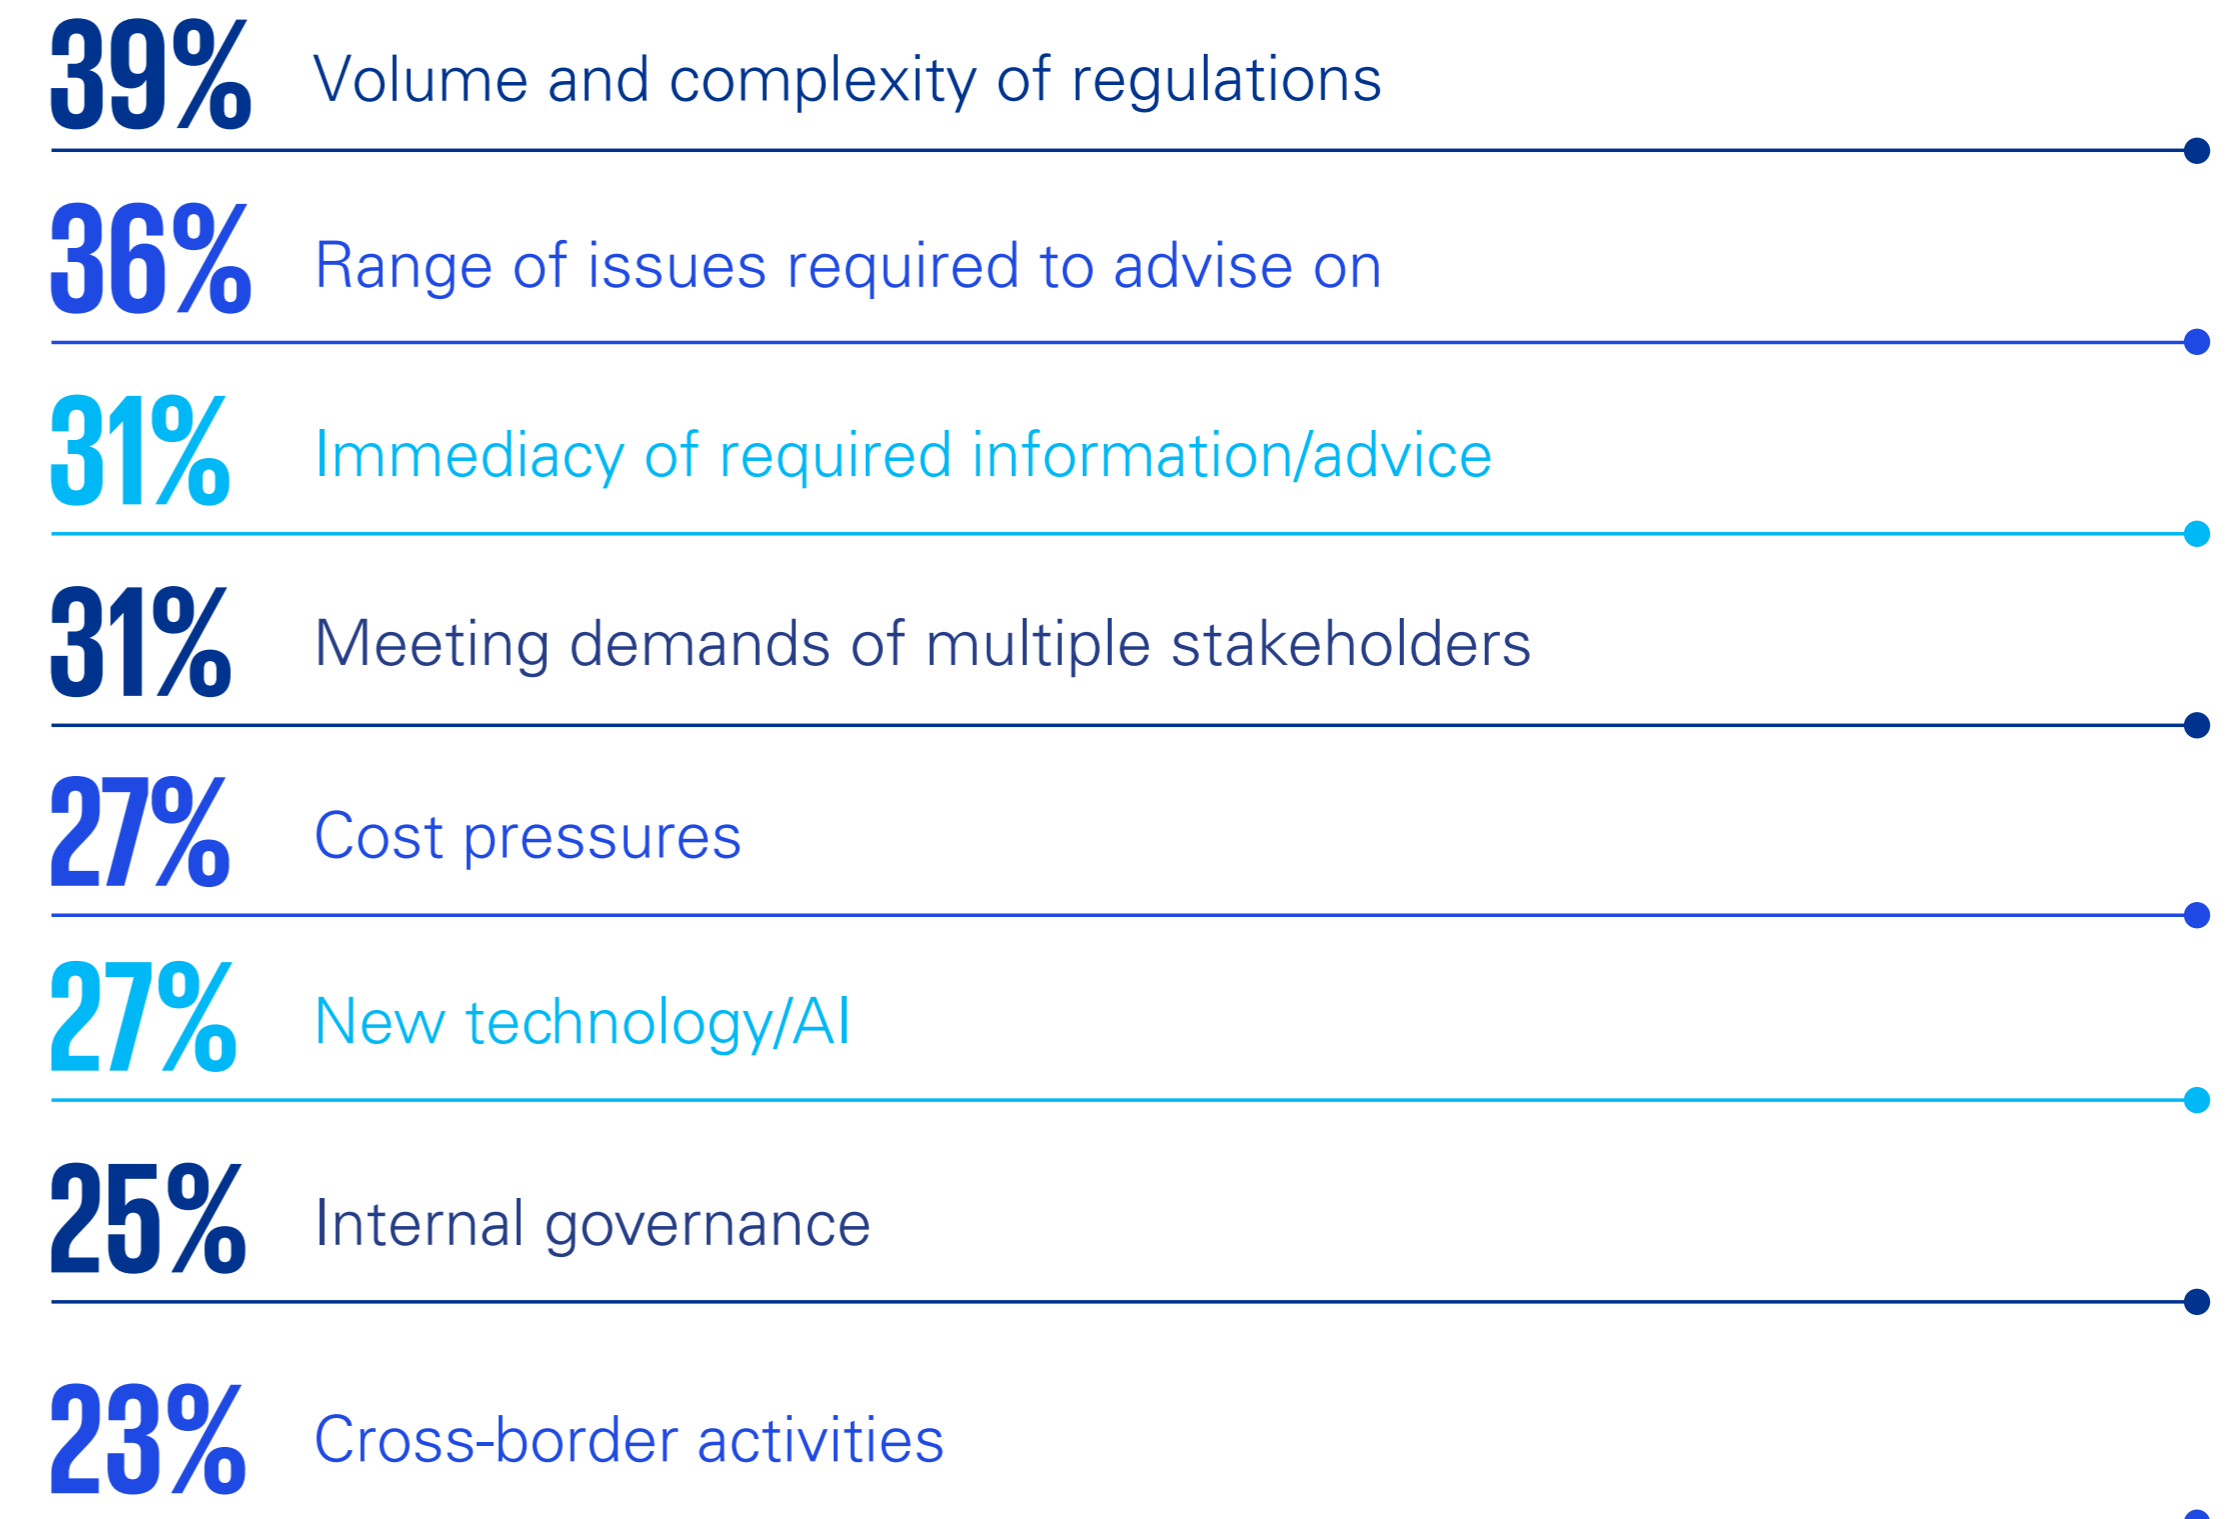 39% Volume and complexity of regulations
36% Range of issues required to advise on
31% Immediacy of required information/advice
31% Meeting demands of multiple stakeholders
27% Cost pressures
27% New technology/AI
25% Internal governance
23% Cross-border activities